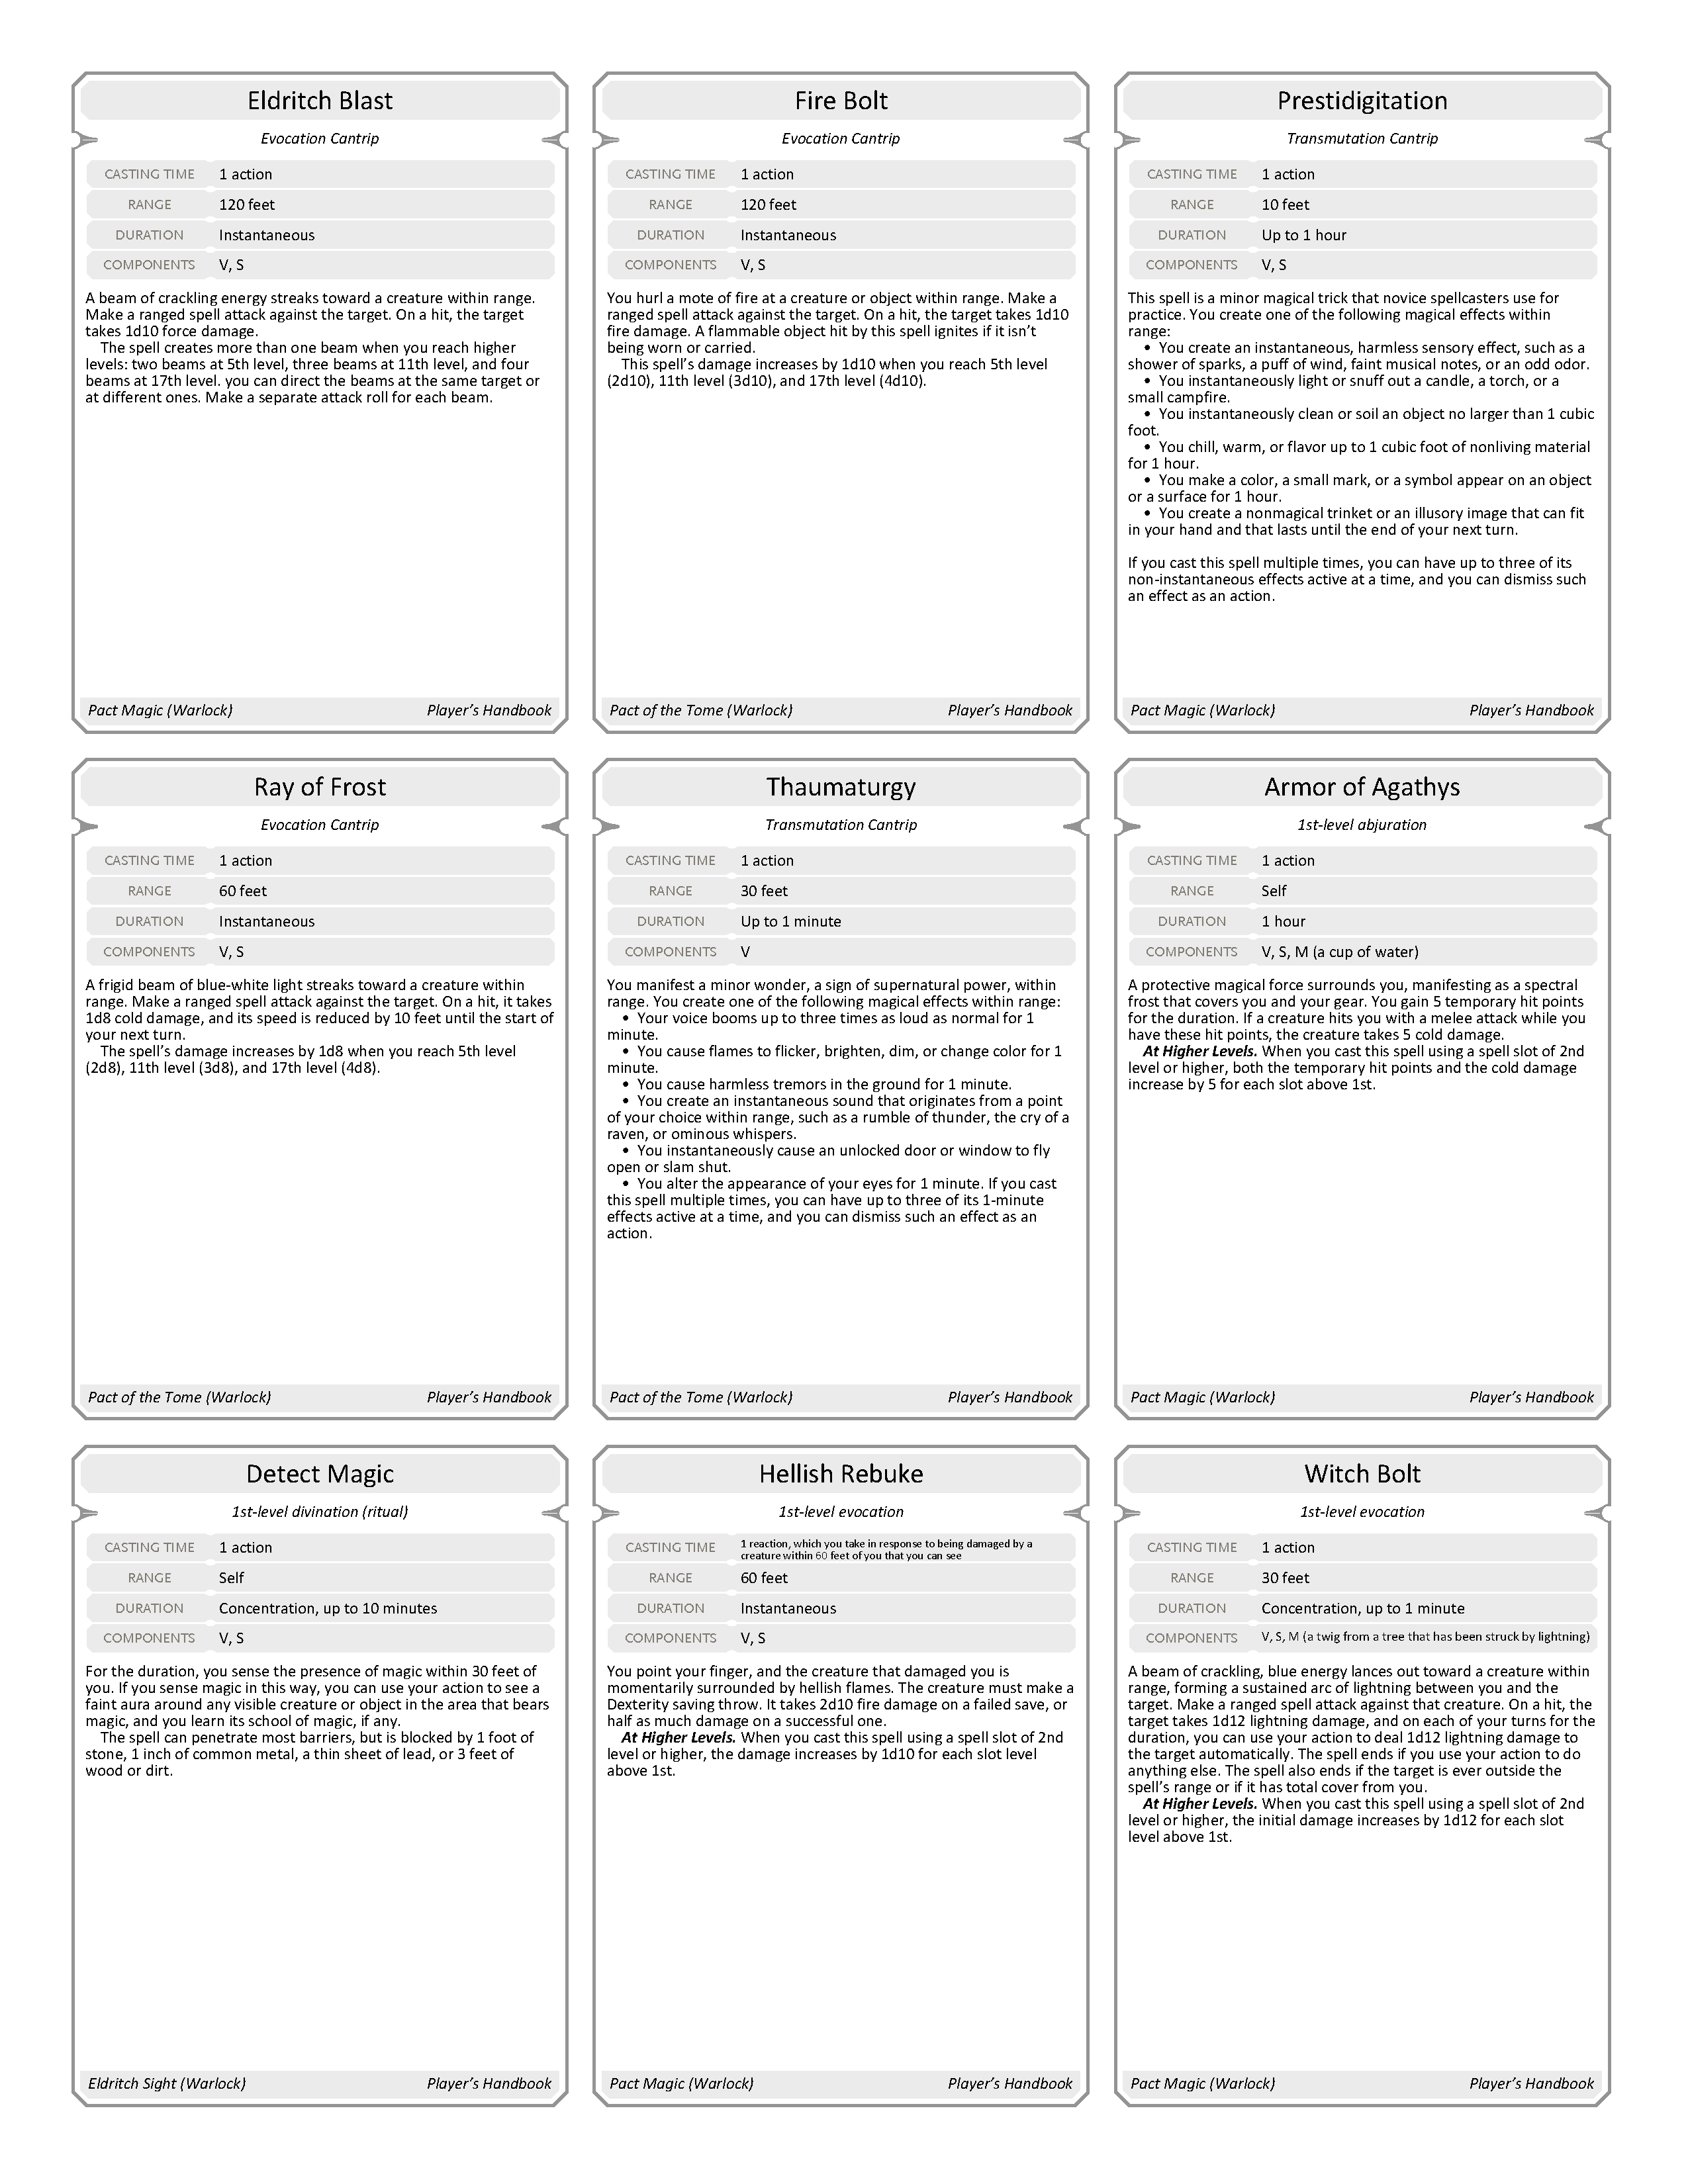 Eldritch Blast
Evocation Cantrip
CASTING TIME 1 action
RANGE 120 feet
DURATION Instantaneous
COMPONENTS V, S
A beam of crackling energy streaks toward a creature within range.
Make a ranged spell attack against the target. On a hit, the target
takes 1d10 force damage.
The spell creates more than one beam when you reach higher
levels: two beams at 5th level, three beams at 11th level, and four
beams at 17th level. you can direct the beams at the same target or
at different ones. Make a separate attack roll for each beam.
Pact Magic (Warlock) Player’s Handbook
Fire Bolt
Evocation Cantrip
CASTING TIME 1 action
RANGE 120 feet
DURATION Instantaneous
COMPONENTS V, S
You hurl a mote of fire at a creature or object within range. Make a
ranged spell attack against the target. On a hit, the target takes 1d10
fire damage. A flammable object hit by this spell ignites if it isn’t
being worn or carried.
This spell’s damage increases by 1d10 when you reach 5th level
(2d10), 11th level (3d10), and 17th level (4d10).
Pact of the Tome (Warlock) Player’s Handbook
Prestidigitation
Transmutation Cantrip
CASTING TIME 1 action
RANGE 10 feet
DURATION Up to 1 hour
COMPONENTS V, S
This spell is a minor magical trick that novice spellcasters use for
practice. You create one of the following magical effects within
range:
• You create an instantaneous, harmless sensory effect, such as a
shower of sparks, a puff of wind, faint musical notes, or an odd odor.
• You instantaneously light or snuff out a candle, a torch, or a
small campfire.
• You instantaneously clean or soil an object no larger than 1 cubic
foot.
• You chill, warm, or flavor up to 1 cubic foot of nonliving material
for 1 hour.
• You make a color, a small mark, or a symbol appear on an object
or a surface for 1 hour.
• You create a nonmagical trinket or an illusory image that can fit
in your hand and that lasts until the end of your next turn.
If you cast this spell multiple times, you can have up to three of its
non-instantaneous effects active at a time, and you can dismiss such
an effect as an action.
Pact Magic (Warlock) Player’s Handbook
Ray of Frost
Evocation Cantrip
CASTING TIME 1 action
RANGE 60 feet
DURATION Instantaneous
COMPONENTS V, S
A frigid beam of blue-white light streaks toward a creature within
range. Make a ranged spell attack against the target. On a hit, it takes
1d8 cold damage, and its speed is reduced by 10 feet until the start of
your next turn.
The spell’s damage increases by 1d8 when you reach 5th level
(2d8), 11th level (3d8), and 17th level (4d8).
Pact of the Tome (Warlock) Player’s Handbook
Thaumaturgy
Transmutation Cantrip
CASTING TIME 1 action
RANGE 30 feet
DURATION Up to 1 minute
COMPONENTS V
You manifest a minor wonder, a sign of supernatural power, within
range. You create one of the following magical effects within range:
• Your voice booms up to three times as loud as normal for 1
minute.
• You cause flames to flicker, brighten, dim, or change color for 1
minute.
• You cause harmless tremors in the ground for 1 minute.
• You create an instantaneous sound that originates from a point
of your choice within range, such as a rumble of thunder, the cry of a
raven, or ominous whispers.
• You instantaneously cause an unlocked door or window to fly
open or slam shut.
• You alter the appearance of your eyes for 1 minute. If you cast
this spell multiple times, you can have up to three of its 1-minute
effects active at a time, and you can dismiss such an effect as an
action.
Pact of the Tome (Warlock) Player’s Handbook
Armor of Agathys
1st-level abjuration
CASTING TIME 1 action
RANGE Self
DURATION 1 hour
COMPONENTS V, S, M (a cup of water)
A protective magical force surrounds you, manifesting as a spectral
frost that covers you and your gear. You gain 5 temporary hit points
for the duration. If a creature hits you with a melee attack while you
have these hit points, the creature takes 5 cold damage.
At Higher Levels. When you cast this spell using a spell slot of 2nd
level or higher, both the temporary hit points and the cold damage
increase by 5 for each slot above 1st.
Pact Magic (Warlock) Player’s Handbook
Detect Magic
1st-level divination (ritual)
CASTING TIME 1 action
RANGE Self
DURATION Concentration, up to 10 minutes
COMPONENTS V, S
For the duration, you sense the presence of magic within 30 feet of
you. If you sense magic in this way, you can use your action to see a
faint aura around any visible creature or object in the area that bears
magic, and you learn its school of magic, if any.
The spell can penetrate most barriers, but is blocked by 1 foot of
stone, 1 inch of common metal, a thin sheet of lead, or 3 feet of
wood or dirt.
Eldritch Sight (Warlock) Player’s Handbook
Hellish Rebuke
1st-level evocation
CASTING TIME 1 reaction, which you take in response to being damaged by a
creature within 60 feet of you that you can see
RANGE 60 feet
DURATION Instantaneous
COMPONENTS V, S
You point your finger, and the creature that damaged you is
momentarily surrounded by hellish flames. The creature must make a
Dexterity saving throw. It takes 2d10 fire damage on a failed save, or
half as much damage on a successful one.
At Higher Levels. When you cast this spell using a spell slot of 2nd
level or higher, the damage increases by 1d10 for each slot level
above 1st.
Pact Magic (Warlock) Player’s Handbook
Witch Bolt
1st-level evocation
CASTING TIME 1 action
RANGE 30 feet
DURATION Concentration, up to 1 minute
COMPONENTS V, S, M (a twig from a tree that has been struck by lightning)
A beam of crackling, blue energy lances out toward a creature within
range, forming a sustained arc of lightning between you and the
target. Make a ranged spell attack against that creature. On a hit, the
target takes 1d12 lightning damage, and on each of your turns for the
duration, you can use your action to deal 1d12 lightning damage to
the target automatically. The spell ends if you use your action to do
anything else. The spell also ends if the target is ever outside the
spell’s range or if it has total cover from you.
At Higher Levels. When you cast this spell using a spell slot of 2nd
level or higher, the initial damage increases by 1d12 for each slot
level above 1st.
Pact Magic (Warlock) Player’s Handbook